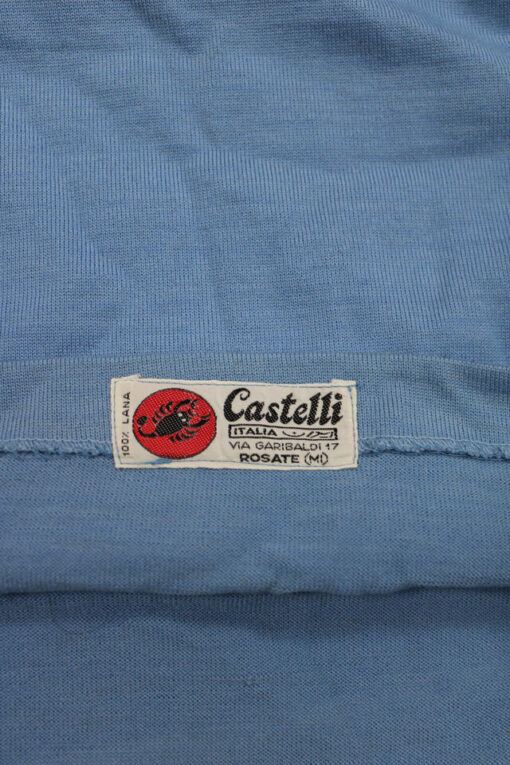 100% LANA
Castelli
ITALIA
VIA GARIBALDI 17
ROSATE (MI)